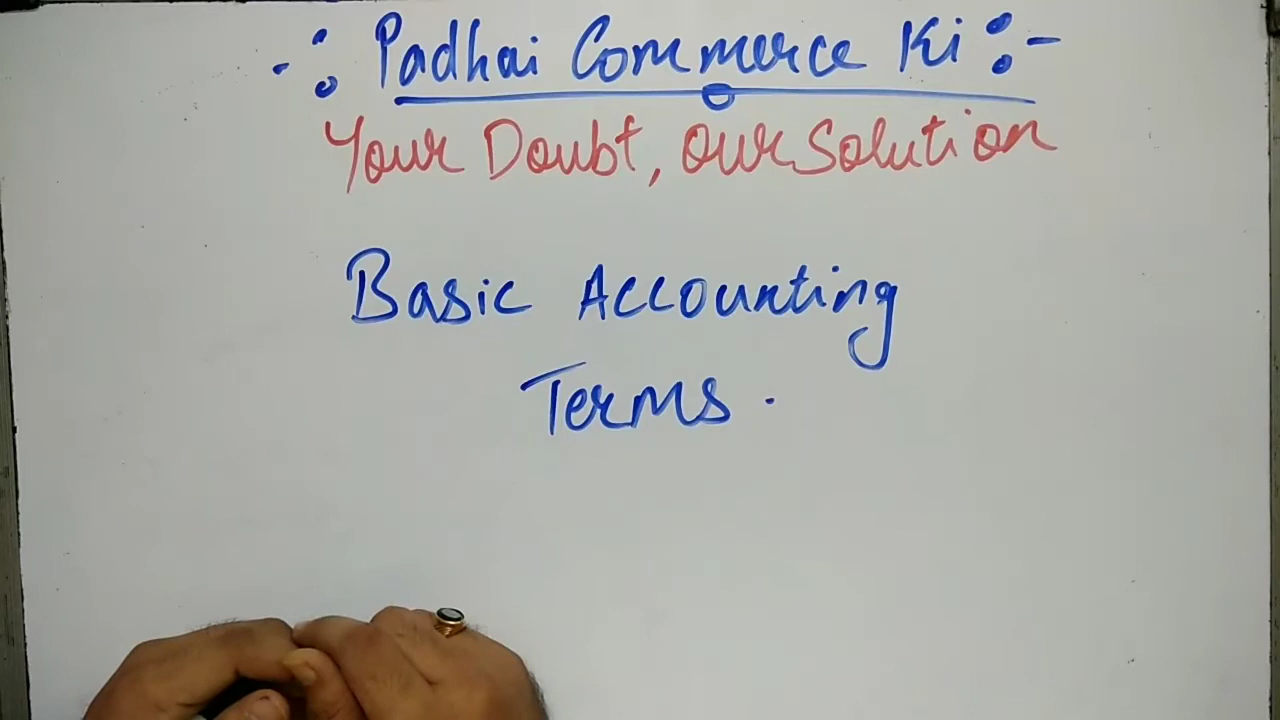 -: Padhai Commerce Ki :-
Your Doubt, Our Solution
Basic Accounting
Terms.